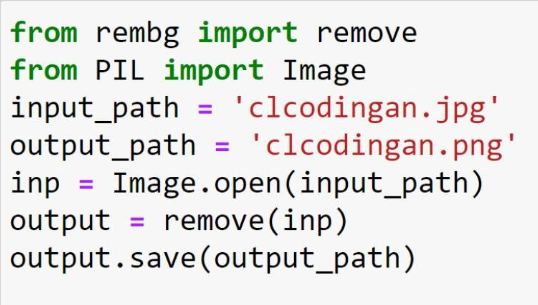 from rembg import remove
from PIL import Image
input_path = 'clcodingan.jpg'
output_path = 'clcodingan.png'
inp = Image.open(input_path)
output = remove(inp)
output.save(output_path)